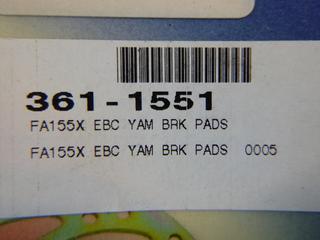 361-1551
FA155X EBC YAM BRK PADS
FA155X EBC YAM BRK PADS 0005